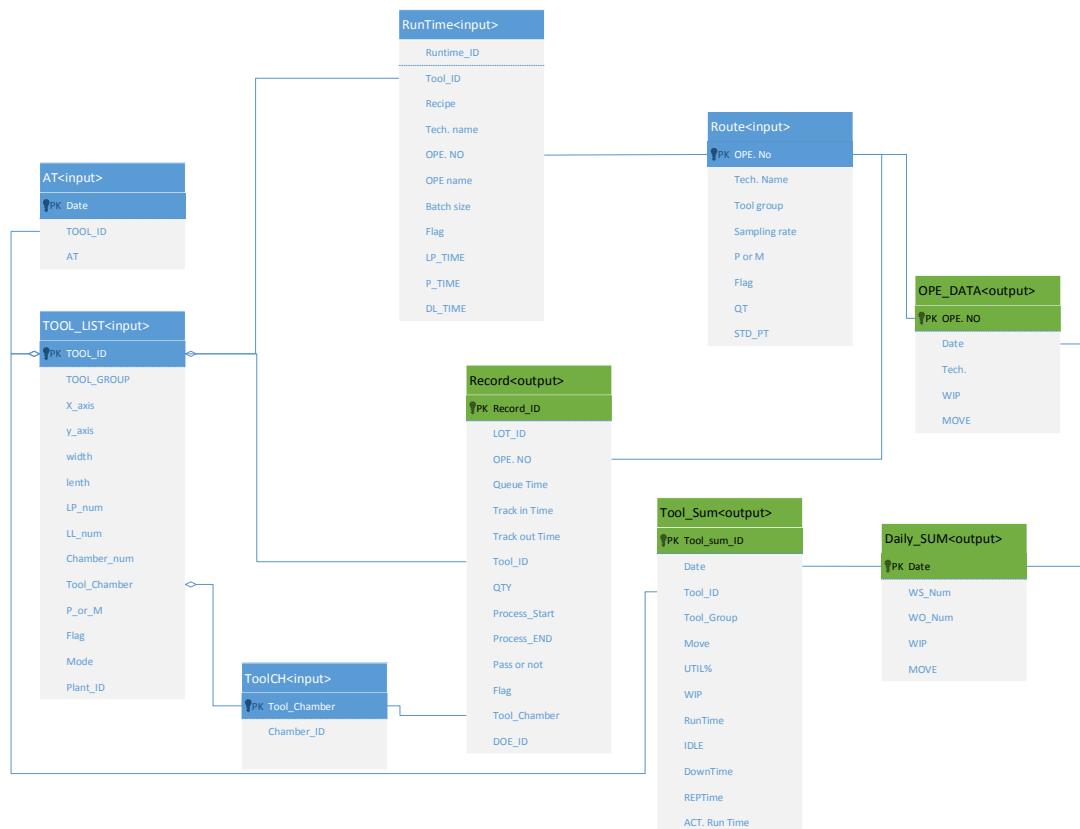 RunTime<input>
Runtime_ID
Tool_ID
Recipe
Tech. name
OPE. NO
OPE name
Batch size
Flag
LP_TIME
P_TIME
DL_TIME
Route<input>
PK OPE. No
Tech. Name
Tool group
Sampling rate
P or M
Flag
QT
STD_PT
AT<input>
PK Date
TOOL_ID
AT
OPE_DATA<output>
PK OPE. NO
Date
Tech.
WIP
MOVE
TOOL_LIST<input>
PK TOOL_ID
TOOL_GROUP
X_axis
y_axis
width
lenth
LP_num
LL_num
Chamber_num
Tool_Chamber
P_or_M
Flag
Mode
Plant_ID
Record<output>
PK Record_ID
LOT_ID
OPE. NO
Queue Time
Track in Time
Track out Time
Tool_ID
QTY
Process_Start
Process_END
Pass or not
Flag
Tool_Chamber
DOE_ID
Tool_Sum<output>
PK Tool_sum_ID
Date
Tool_ID
Tool_Group
Move
UTIL%
WIP
RunTime
IDLE
DownTime
REPTime
ACT. Run Time
Daily_SUM<output>
PK Date
WS_Num
WO_Num
WIP
MOVE
ToolCH<input>
PK Tool_Chamber
Chamber_ID